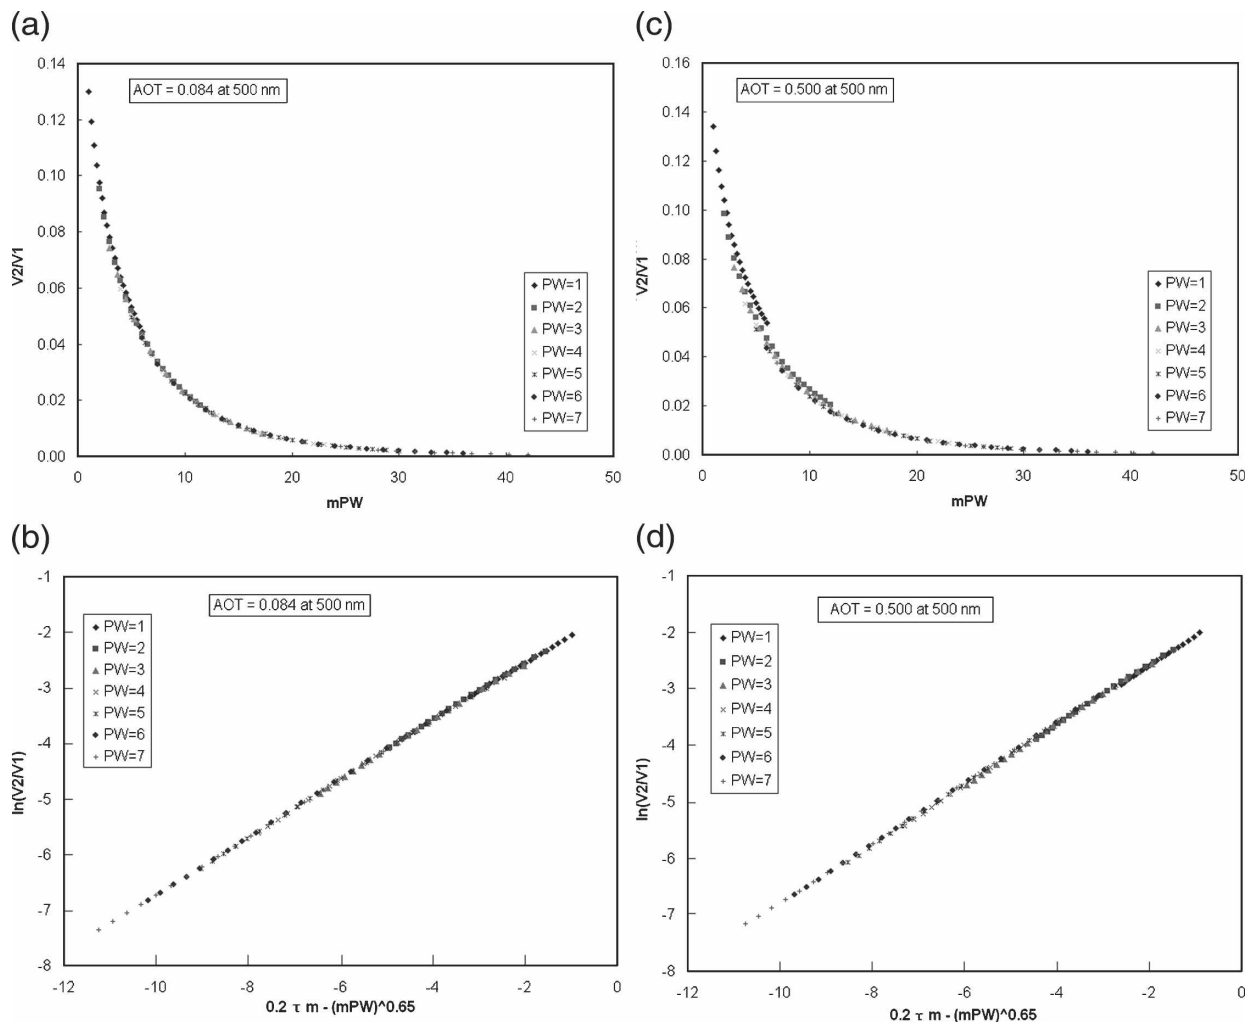 (a)
0.14
0.12
0.10
0.08
0.06
0.04
0.02
0.00
V2/V1
AOT = 0.084 at 500 nm
PW=1
PW=2
PW=3
PW=4
PW=5
PW=6
PW=7
0 10 20 30 40 50
mPW
(c)
0.16
0.14
0.12
0.10
0.08
0.06
0.04
0.02
0.00
V2/V1
AOT = 0.500 at 500 nm
PW=1
PW=2
PW=3
PW=4
PW=5
PW=6
PW=7
0 10 20 30 40 50
mPW
(b)
-1
-2
-3
-4
-5
-6
-7
-8
ln(V2/V1)
AOT = 0.084 at 500 nm
PW=1
PW=2
PW=3
PW=4
PW=5
PW=6
PW=7
-12 -10 -8 -6 -4 -2 0
0.2 τ m - (mPW)^0.65
(d)
-1
-2
-3
-4
-5
-6
-7
-8
ln(V2/V1)
AOT = 0.500 at 500 nm
PW=1
PW=2
PW=3
PW=4
PW=5
PW=6
PW=7
-12 -10 -8 -6 -4 -2 0
0.2 τ m - (mPW)^0.65